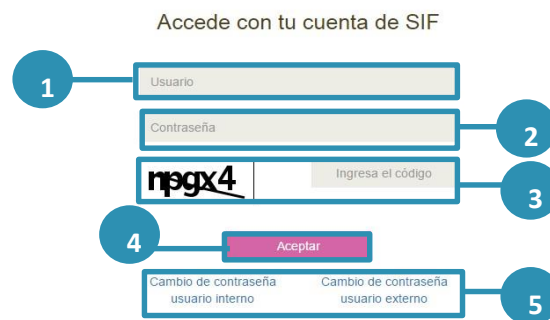 Accede con tu cuenta de SIF
1
Usuario
Contraseña
2
npgx4
Ingresa el código
3
4
Aceptar
Cambio de contraseña
usuario interno
Cambio de contraseña
usuario externo
5